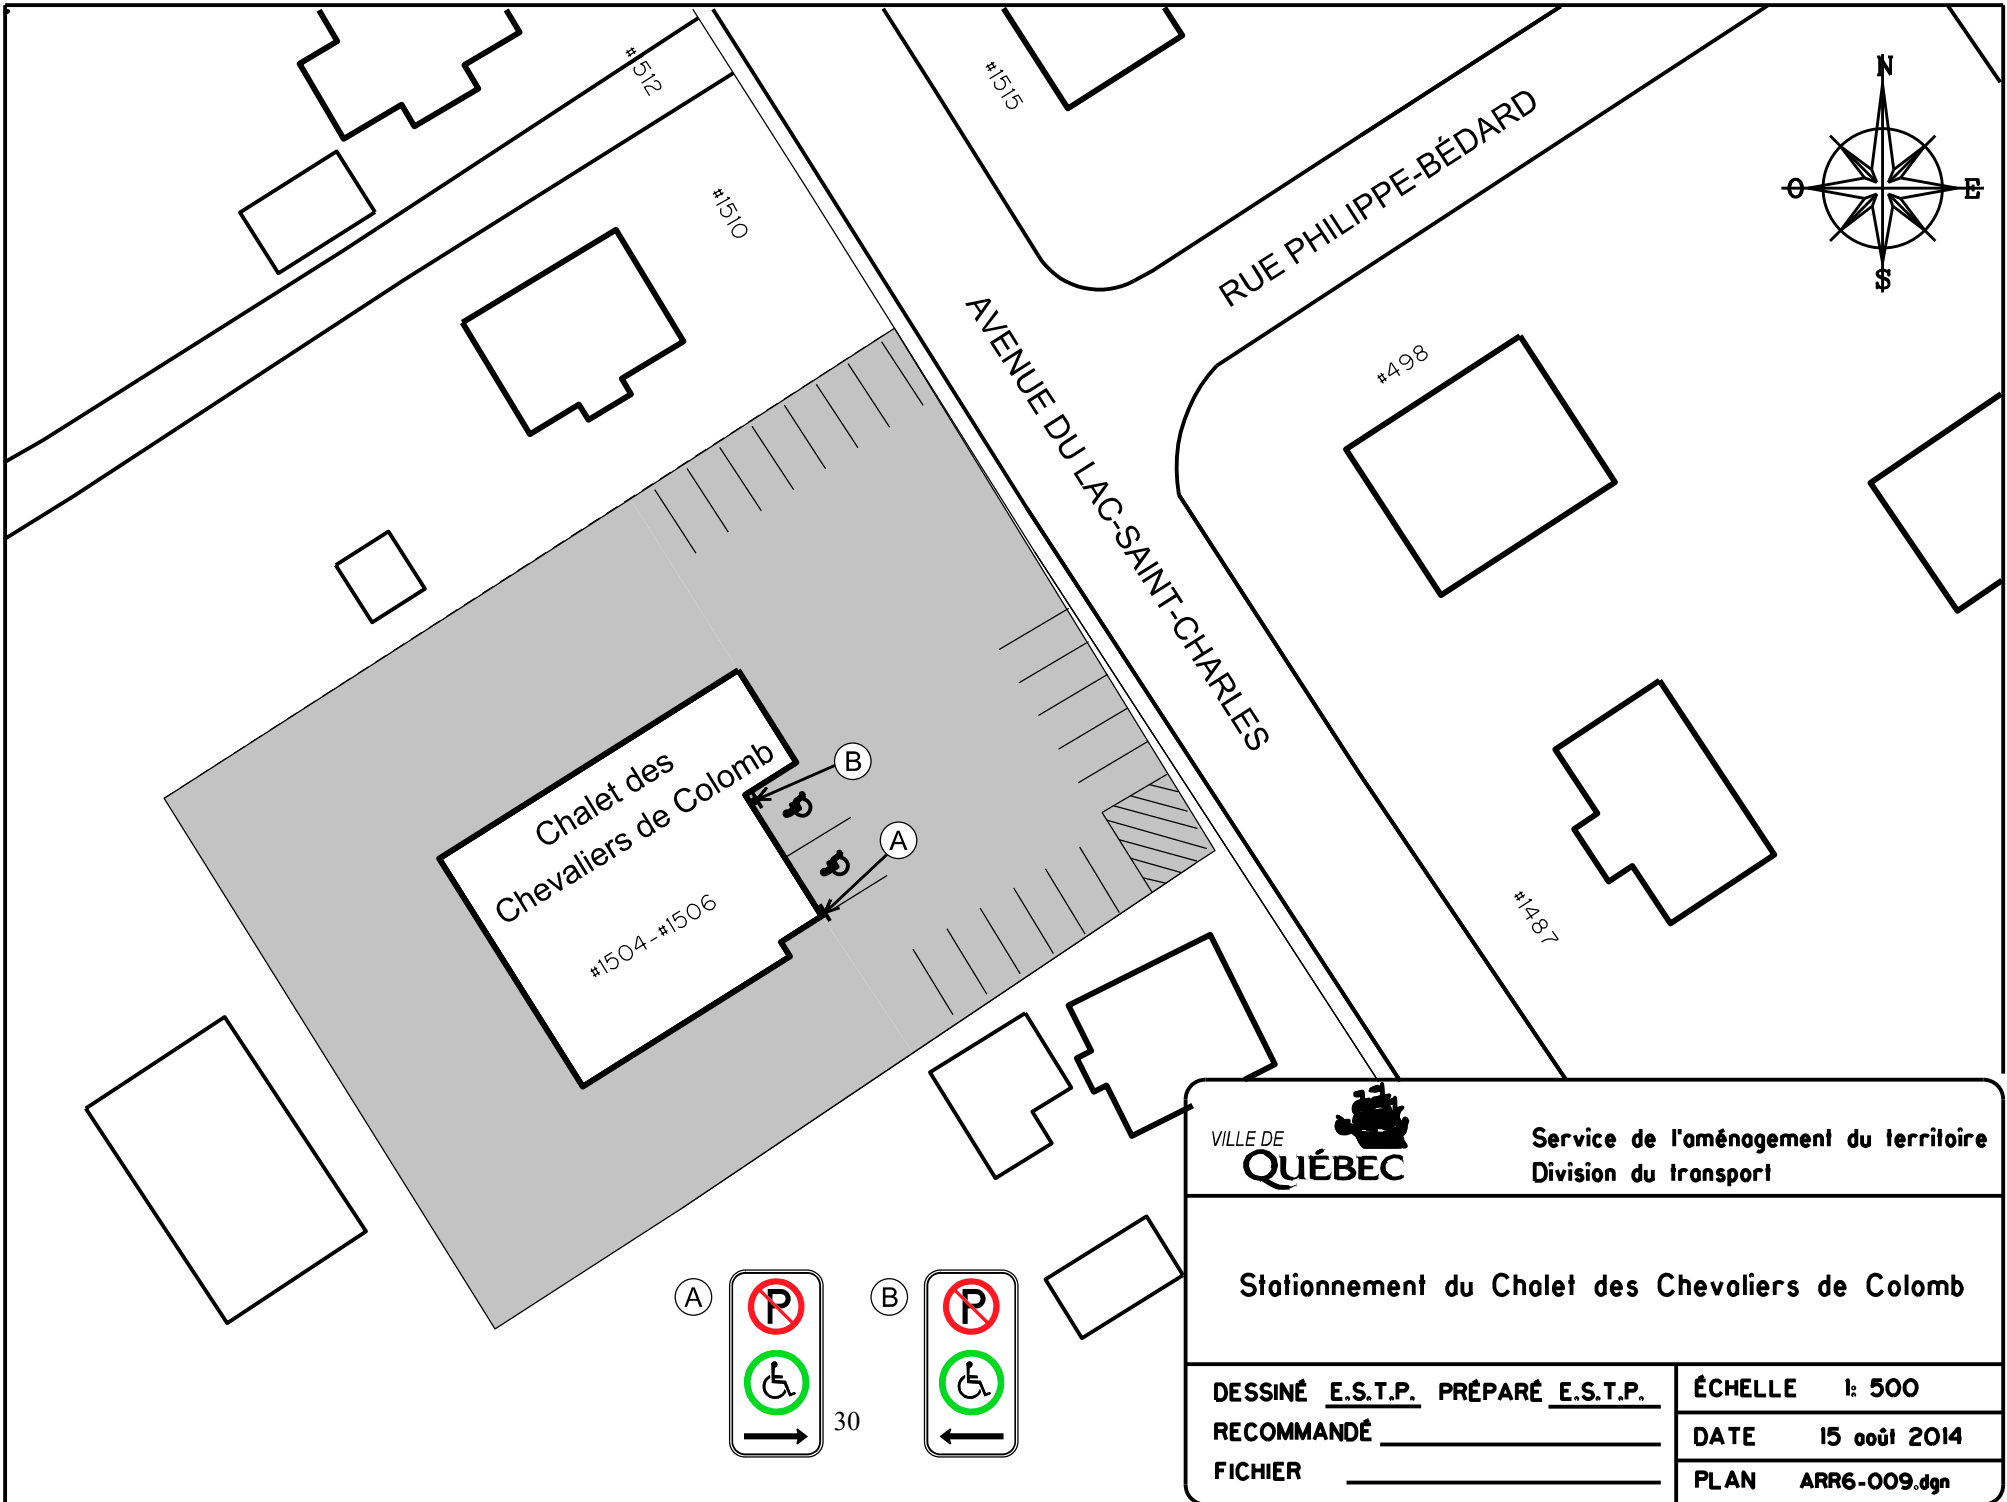 #512
#1515
#1510
RUE PHILIPPE-BÉDARD
N
O
E
S
AVENUE DU LAC-SAINT-CHARLES
#498
Chalet des
Chevaliers de Colomb
#1504-#1506
B
A
#1487
VILLE DE
QUÉBEC
Service de l'aménagement du territoire
Division du transport
Stationnement du Chalet des Chevaliers de Colomb
A
P
B
P
30
DESSINÉ E.S.T.P. PRÉPARÉ E.S.T.P.
RECOMMANDÉ
FICHIER
ÉCHELLE 1: 500
DATE 15 août 2014
PLAN ARR6-009.dgn